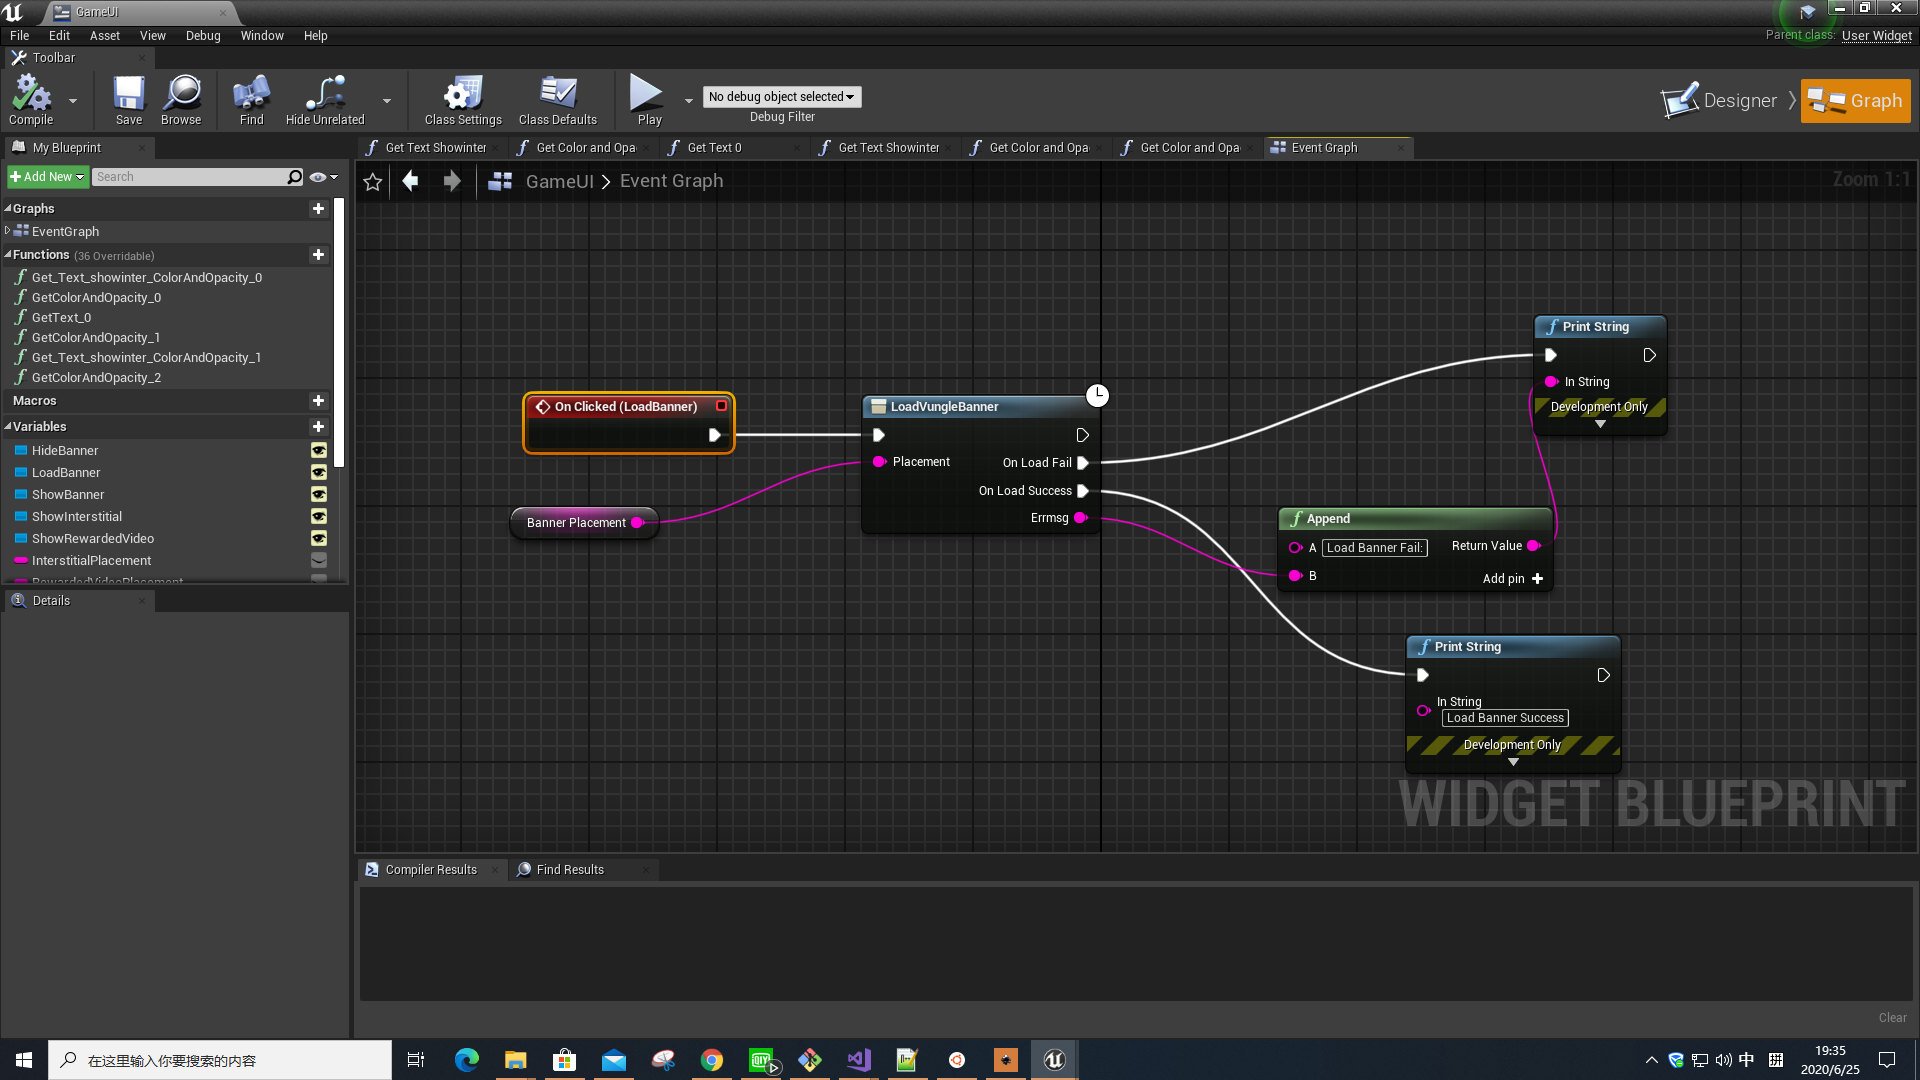 GameUI
File Edit Asset View Debug Window Help
Parent class: User Widget
Toolbar
Compile
Save
Browse
Find
Hide Unrelated
Class Settings
Class Defaults
Play
No debug object selected
Debug Filter
Designer
Graph
My Blueprint
Get Text Showinter
Get Color and Opa
Get Text 0
Get Text Showinter
Get Color and Opa
Get Color and Opa
Event Graph
Add New
Search
GameUI > Event Graph
Zoom 1:1
Graphs
EventGraph
Functions (36 Overridable)
Get_Text_showinter_ColorAndOpacity_0
GetColorAndOpacity_0
GetText_0
GetColorAndOpacity_1
Get_Text_showinter_ColorAndOpacity_1
GetColorAndOpacity_2
Macros
Variables
HideBanner
LoadBanner
ShowBanner
ShowInterstitial
ShowRewardedVideo
InterstitialPlacement
RewardedVideoPlacement
Details
On Clicked (LoadBanner)
Banner Placement
LoadVungleBanner
Placement
On Load Fail
On Load Success
Errmsg
Print String
In String
Development Only
Append
A Load Banner Fail:
Return Value
B
Add pin
Print String
In String
Load Banner Success
Development Only
WIDGET BLUEPRINT
Compiler Results
Find Results
Clear
在这里输入你要搜索的内容
QIY
中
拼
19:35
2020/6/25